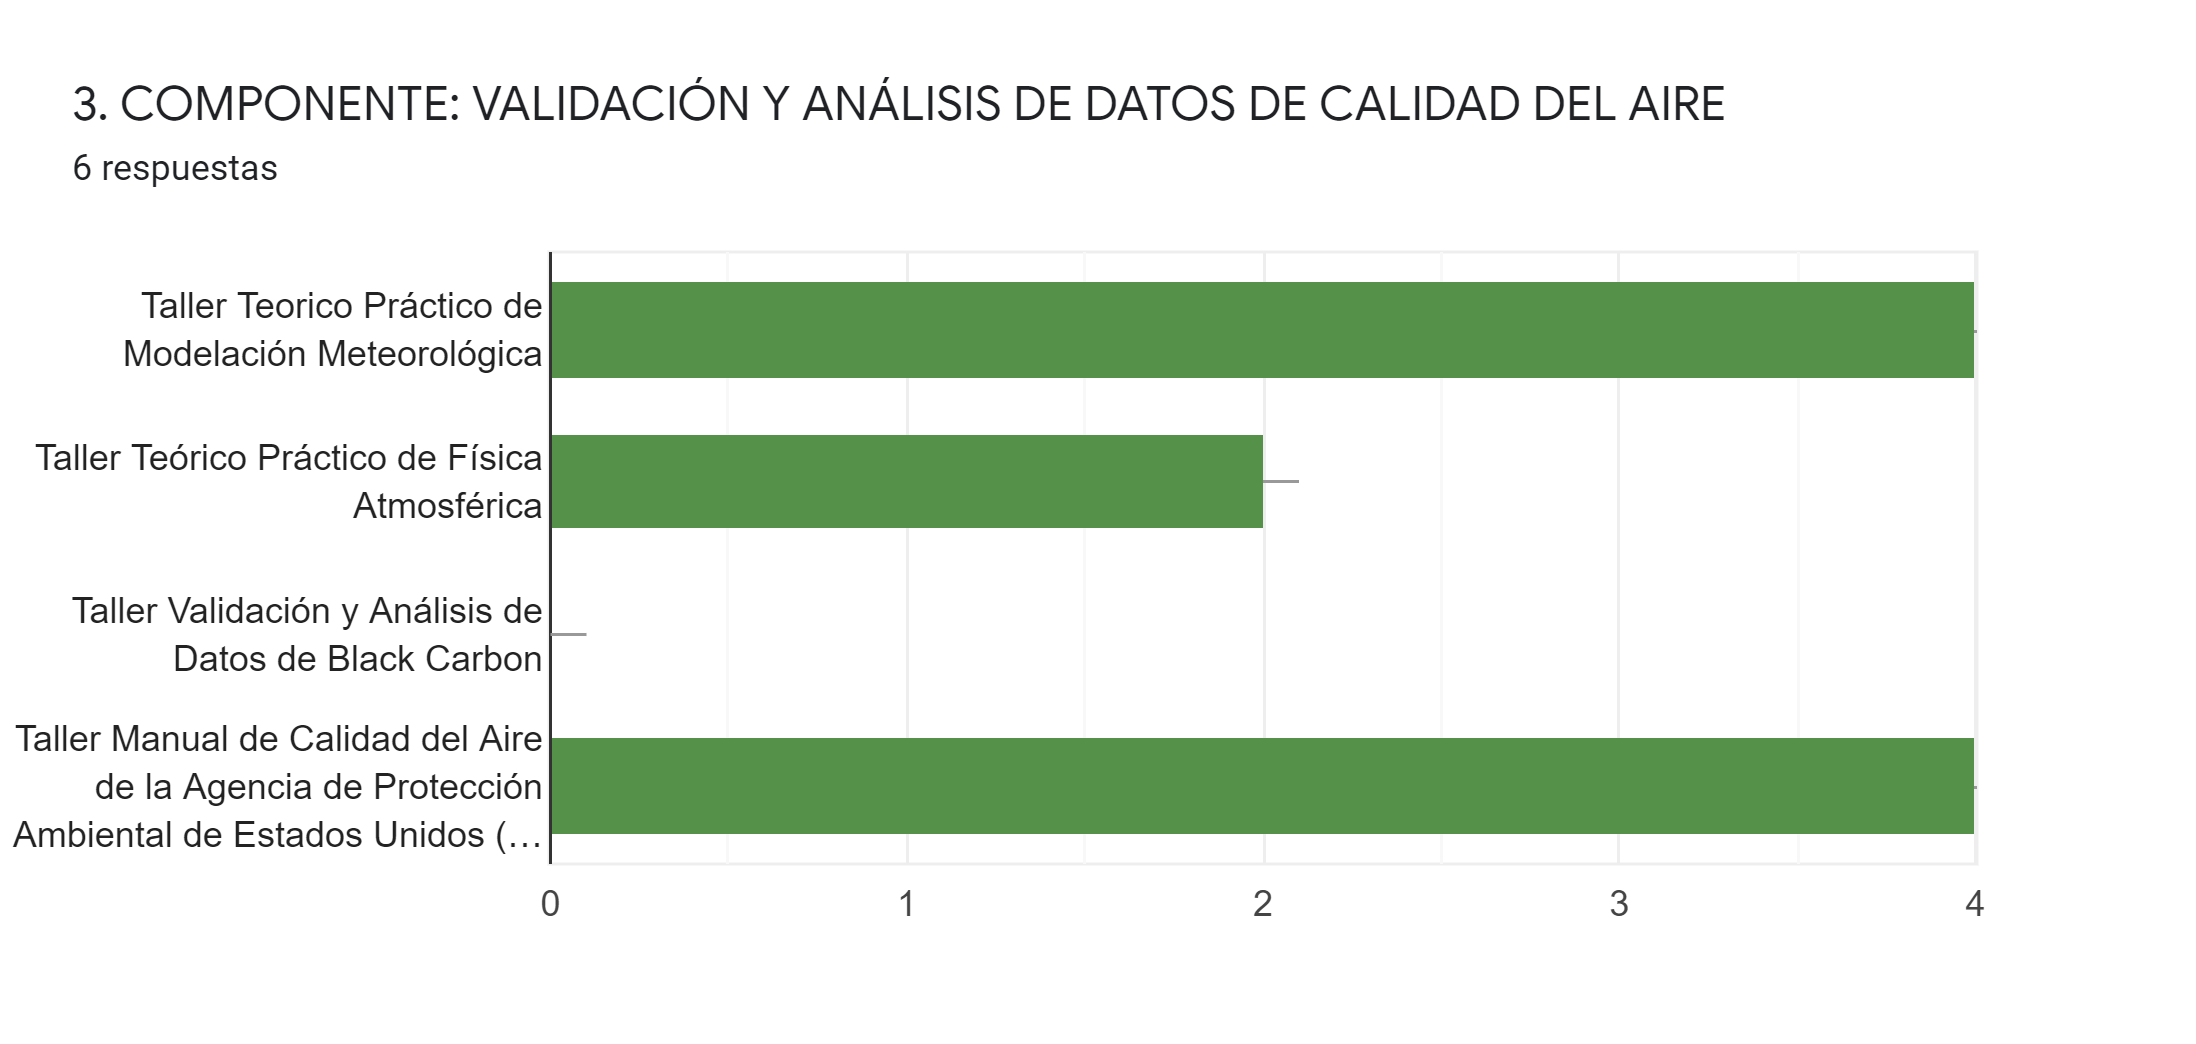 3. COMPONENTE: VALIDACIÓN Y ANÁLISIS DE DATOS DE CALIDAD DEL AIRE
6 respuestas
Taller Teorico Práctico de
Modelación Meteorológica
Taller Teórico Práctico de Física
Atmosférica
Taller Validación y Análisis de
Datos de Black Carbon
Taller Manual de Calidad del Aire
de la Agencia de Protección
Ambiental de Estados Unidos (…
0 1 2 3 4